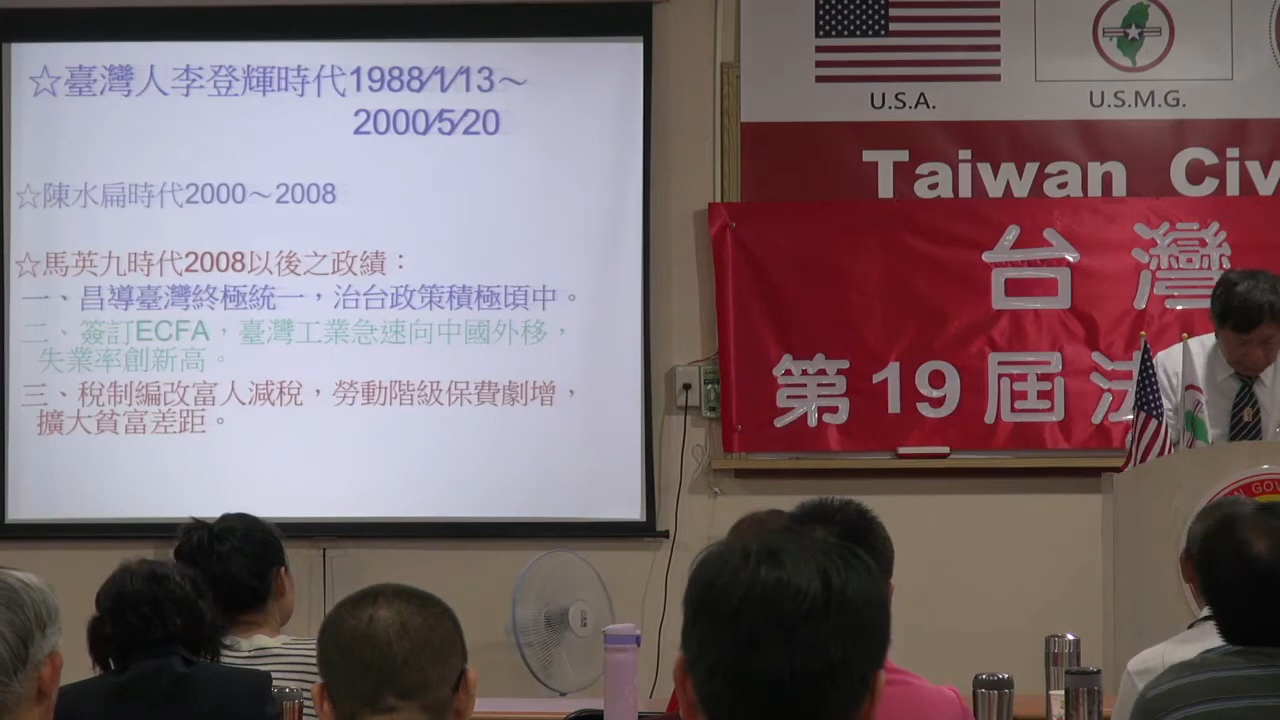 ☆臺灣人李登輝時代1988/1/13～
2000/5/20
☆陳水扁時代2000～2008
☆馬英九時代2008以後之政績：
一、昌導臺灣終極統一，治台政策積極頃中。
二、簽訂ECFA，臺灣工業急速向中國外移，
失業率創新高。
三、稅制編改富人減稅，勞動階級保費劇增，
擴大貧富差距。
U.S.A.
U.S.M.G.
Taiwan Civ
台灣
第19屆法